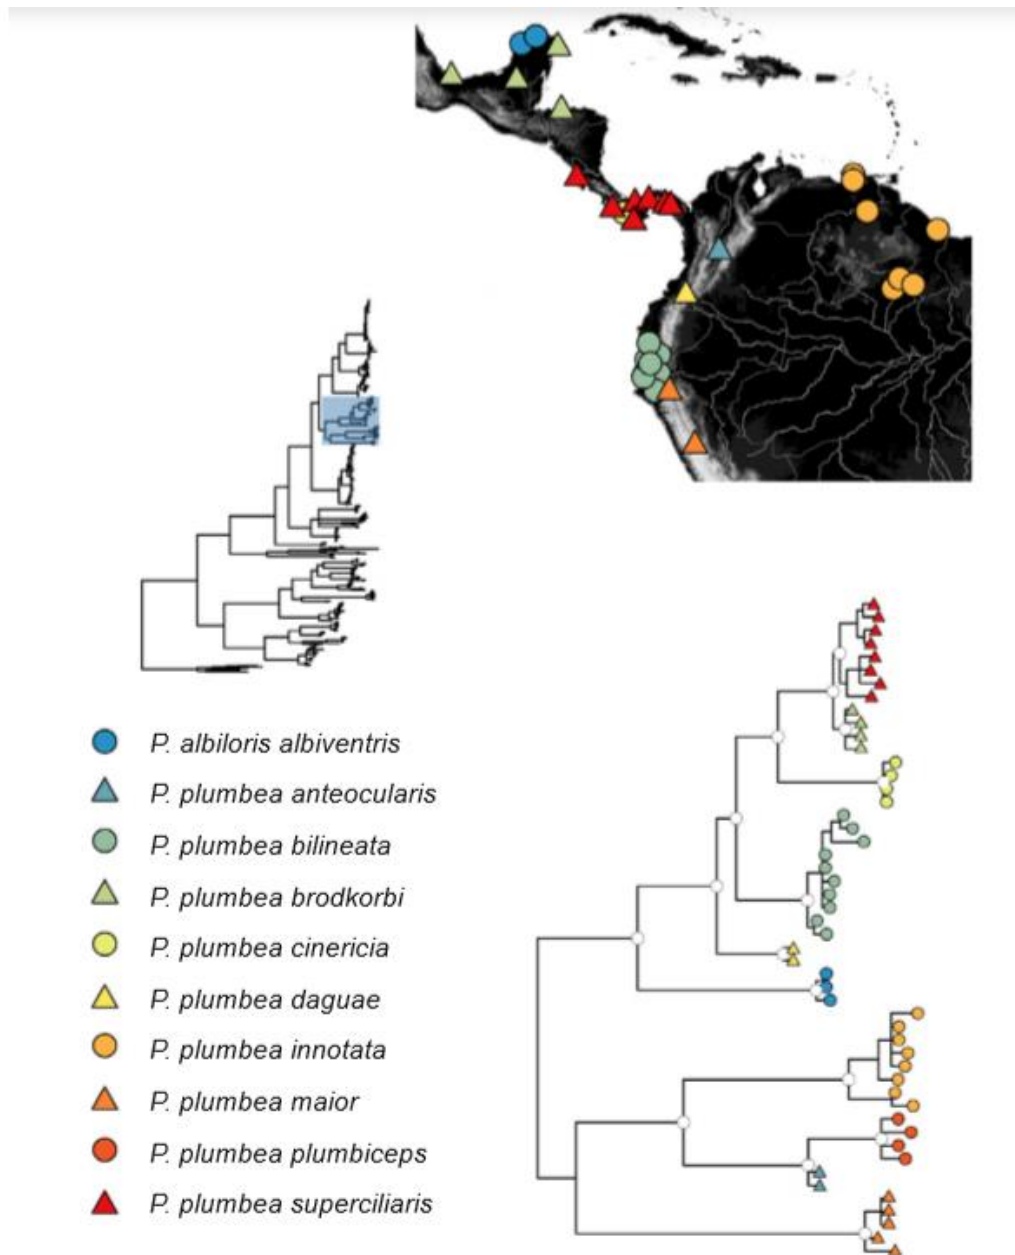 P. albiloris albiventris
P. plumbea anteocularis
P. plumbea bilineata
P. plumbea brodkorbi
P. plumbea cinericia
P. plumbea daguae
P. plumbea innotata
P. plumbea maior
P. plumbea plumbiceps
P. plumbea superciliaris